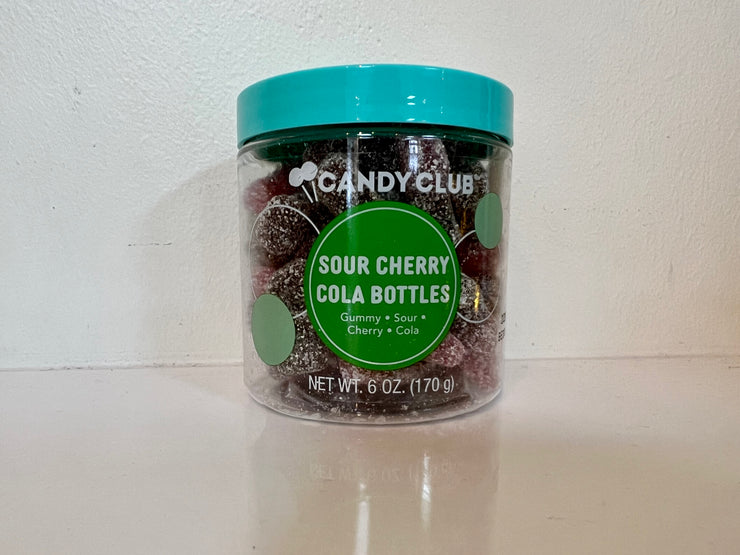 CANDY CLUB
SOUR CHERRY
COLA BOTTLES
Gummy • Sour •
Cherry • Cola
NET WT. 6 OZ. (170 g)